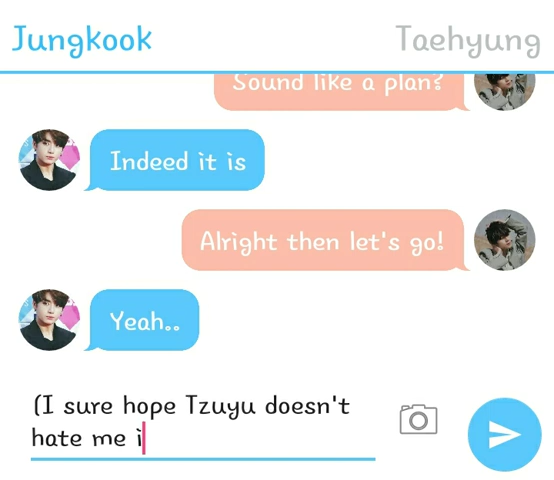 Jungkook Taehyung
Sound like a plan?
Indeed it is
Alright then let's go!
Yeah..
(I sure hope Tzuyu doesn't
hate me i